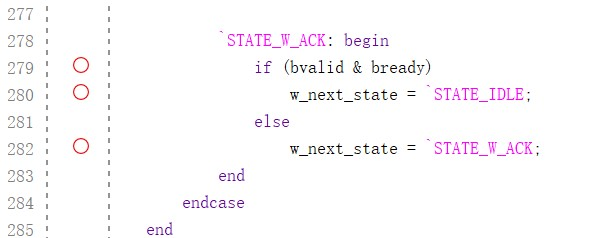 277
278 `STATE_W_ACK: begin
279 if (bvalid & bready)
280 w_next_state = `STATE_IDLE;
281 else
282 w_next_state = `STATE_W_ACK;
283 end
284 endcase
285 end